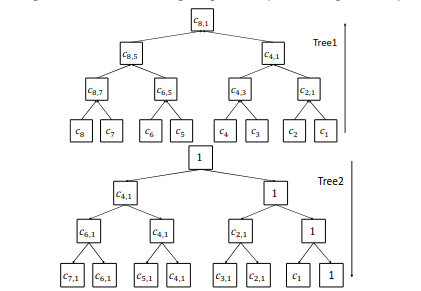 c8,1
Tree1
c8,5 c4,1
c8,7 c6,5 c4,3 c2,1
c8 c7 c6 c5 c4 c3 c2 c1
1
Tree2
c4,1 1
c6,1 c4,1 c2,1 1
c7,1 c6,1 c5,1 c4,1 c3,1 c2,1 c1 1